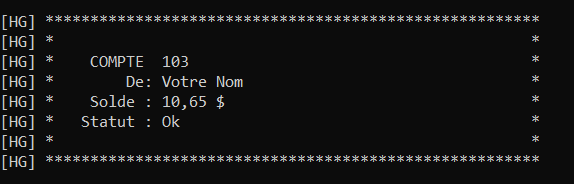 [HG] *******************************************************
[HG] *                                                     *
[HG] *    COMPTE  103                                      *
[HG] *        De: Votre Nom                                *
[HG] *    Solde : 10,65 $                                  *
[HG] *   Statut : Ok                                       *
[HG] *                                                     *
[HG] *******************************************************